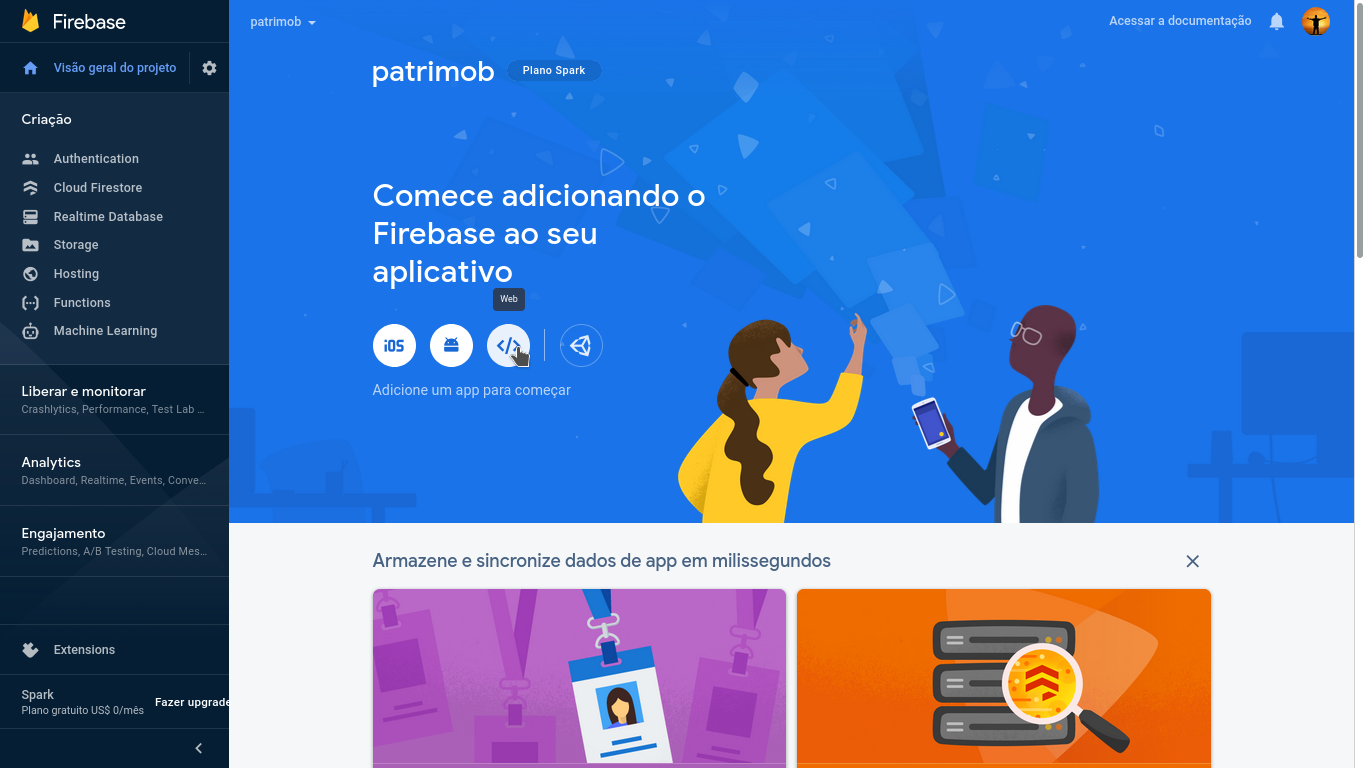 Firebase
patrimob
Acessar a documentação
Visão geral do projeto
patrimob
Plano Spark
Criação
Authentication
Cloud Firestore
Realtime Database
Storage
Hosting
Functions
Machine Learning
Comece adicionando o
Firebase ao seu
aplicativo
Web
iOS
Adicione um app para começar
Liberar e monitorar
Crashlytics, Performance, Test Lab ...
Analytics
Dashboard, Realtime, Events, Conve...
Engajamento
Predictions, A/B Testing, Cloud Mes...
Armazene e sincronize dados de app em milissegundos
Extensions
Spark
Plano gratuito US$ 0/mês
Fazer upgrade